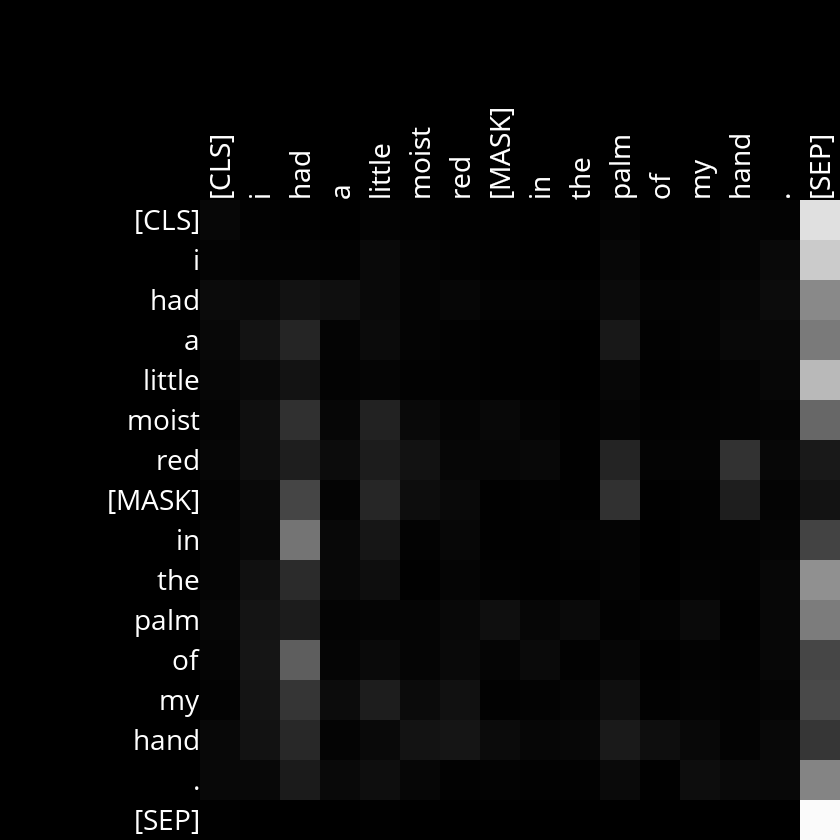 [CLS] i had a little moist red [MASK] in the palm of my hand . [SEP]
[CLS]
i
had
a
little
moist
red
[MASK]
in
the
palm
of
my
hand
.
[SEP]